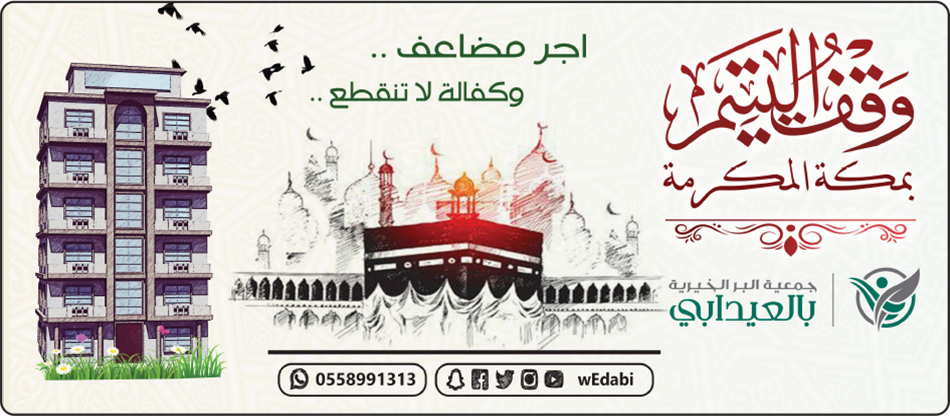 وقف اليتيم
بمكة المكرمة
اجر مضاعف ..
وكفالة لا تنقطع ..
جمعية البر الخيرية
بالعيدابي
0558991313
wEdabi